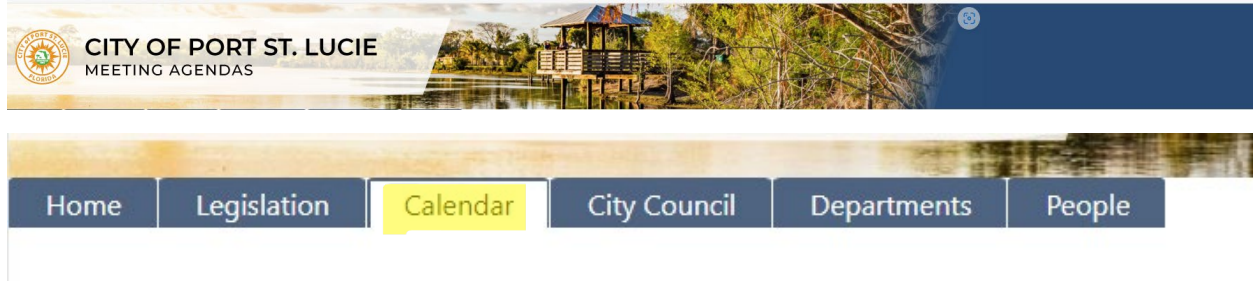 CITY OF PORT ST. LUCIE
MEETING AGENDAS
Home Legislation Calendar City Council Departments People